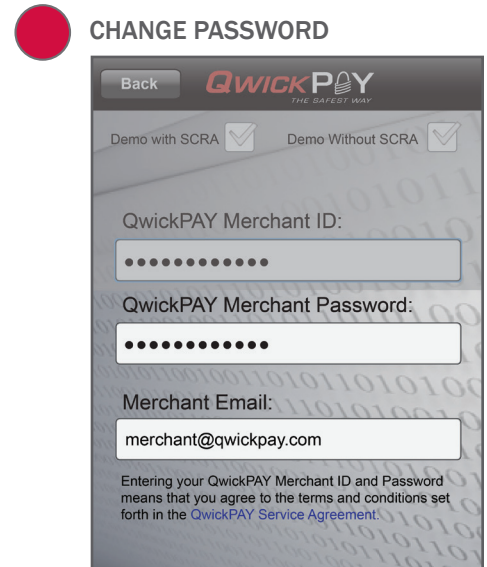 CHANGE PASSWORD
Back
QWICKPAY
THE SAFEST WAY
Demo with SCRA
Demo Without SCRA
QwickPAY Merchant ID:
●●●●●●●●●●●●
QwickPAY Merchant Password:
●●●●●●●●●●●●
Merchant Email:
merchant@qwickpay.com
Entering your QwickPAY Merchant ID and Password
means that you agree to the terms and conditions set
forth in the QwickPAY Service Agreement.